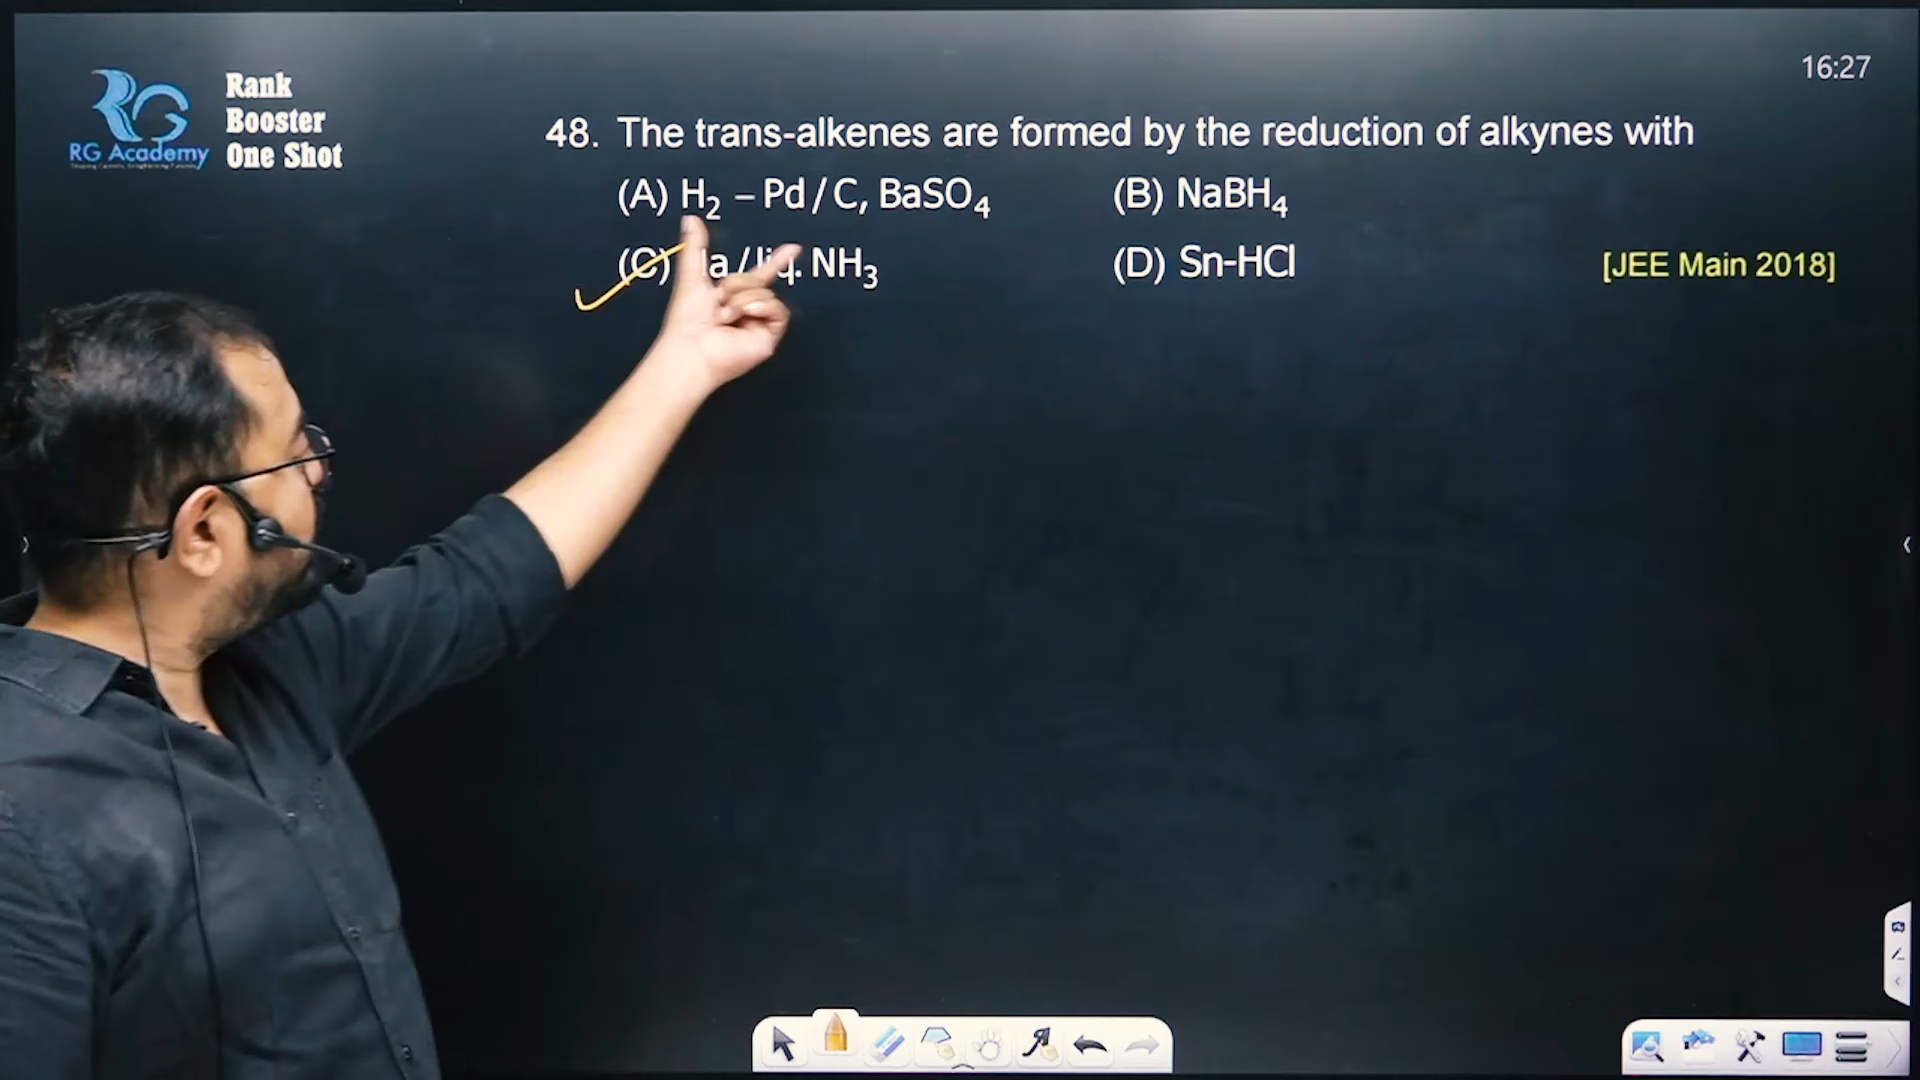 Rank
Booster
One Shot
RG Academy
16:27
48. The trans-alkenes are formed by the reduction of alkynes with
(A) H₂ – Pd / C, BaSO₄ (B) NaBH₄
(C) a / liq. NH₃ (D) Sn-HCl [JEE Main 2018]